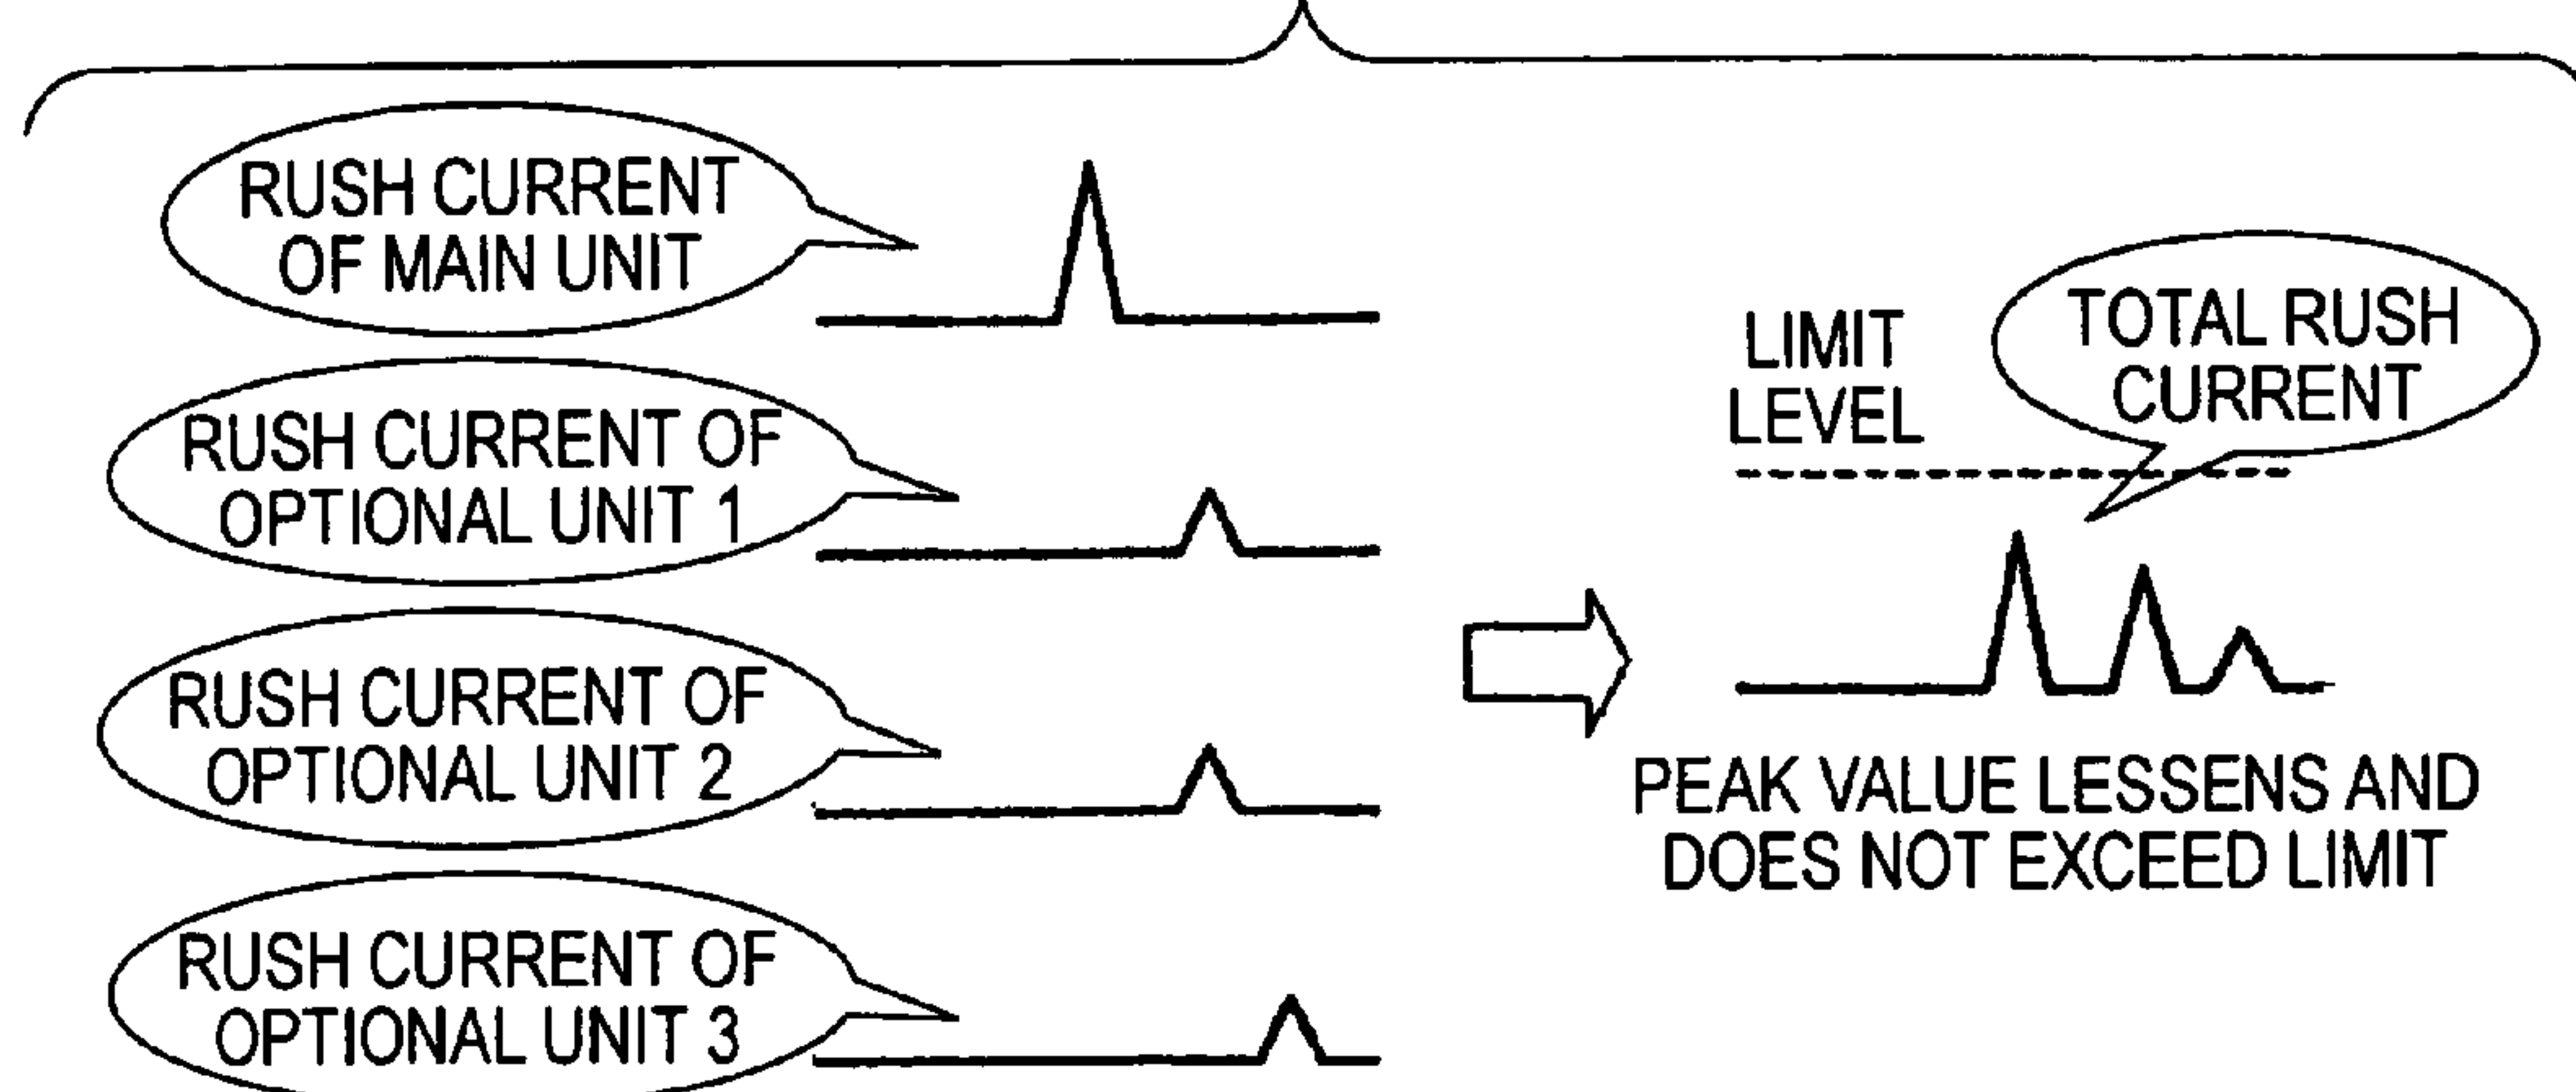 RUSH CURRENT
OF MAIN UNIT
RUSH CURRENT OF
OPTIONAL UNIT 1
RUSH CURRENT OF
OPTIONAL UNIT 2
RUSH CURRENT OF
OPTIONAL UNIT 3
LIMIT
LEVEL
TOTAL RUSH
CURRENT
PEAK VALUE LESSENS AND
DOES NOT EXCEED LIMIT